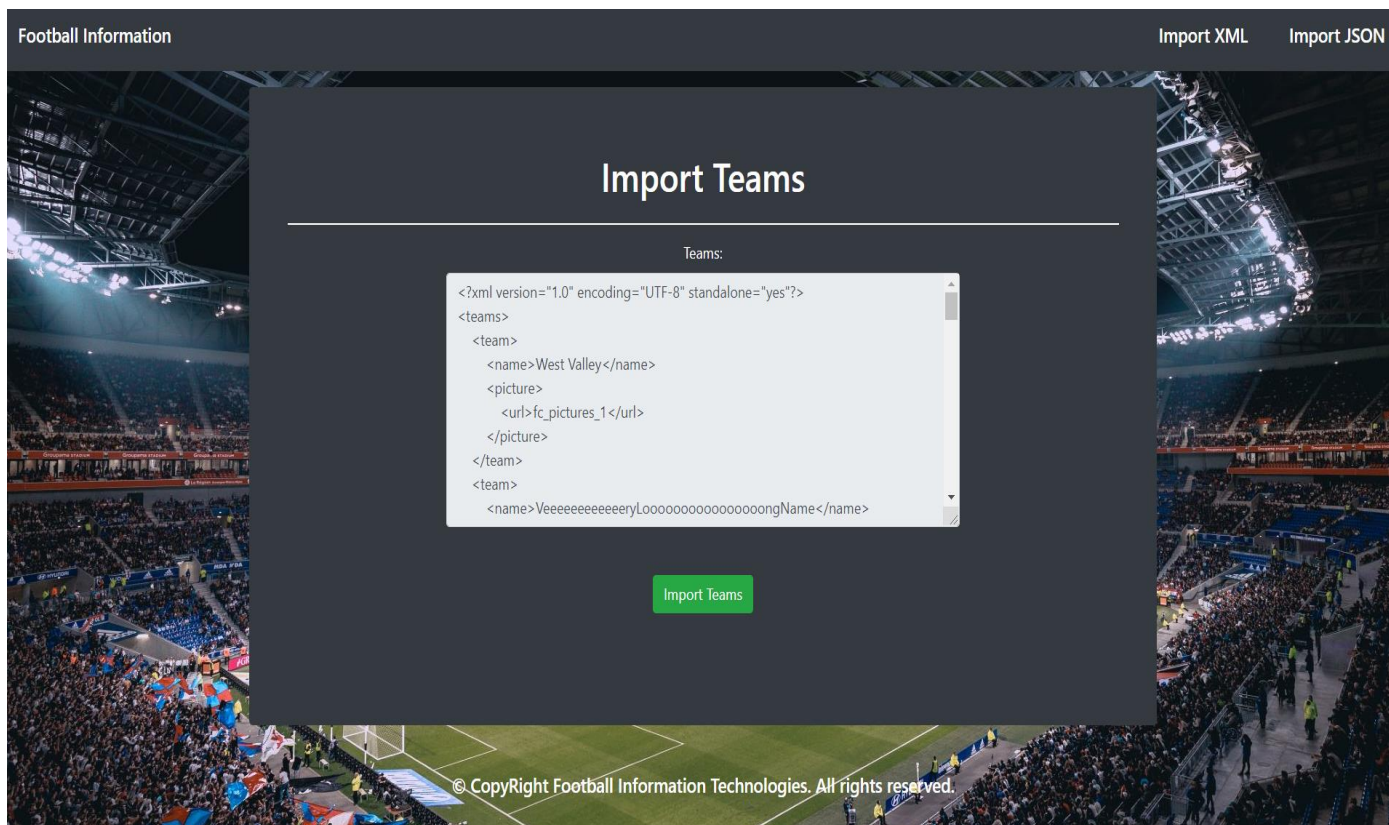 Football Information
Import XML
Import JSON
Import Teams
Teams:
<?xml version="1.0" encoding="UTF-8" standalone="yes"?>
<teams>
<team>
<name>West Valley</name>
<picture>
<url>fc_pictures_1</url>
</picture>
</team>
<team>
<name>VeeeeeeeeeeeeryLooooooooooooooooongName</name>
Import Teams
© CopyRight Football Information Technologies. All rights reserved.